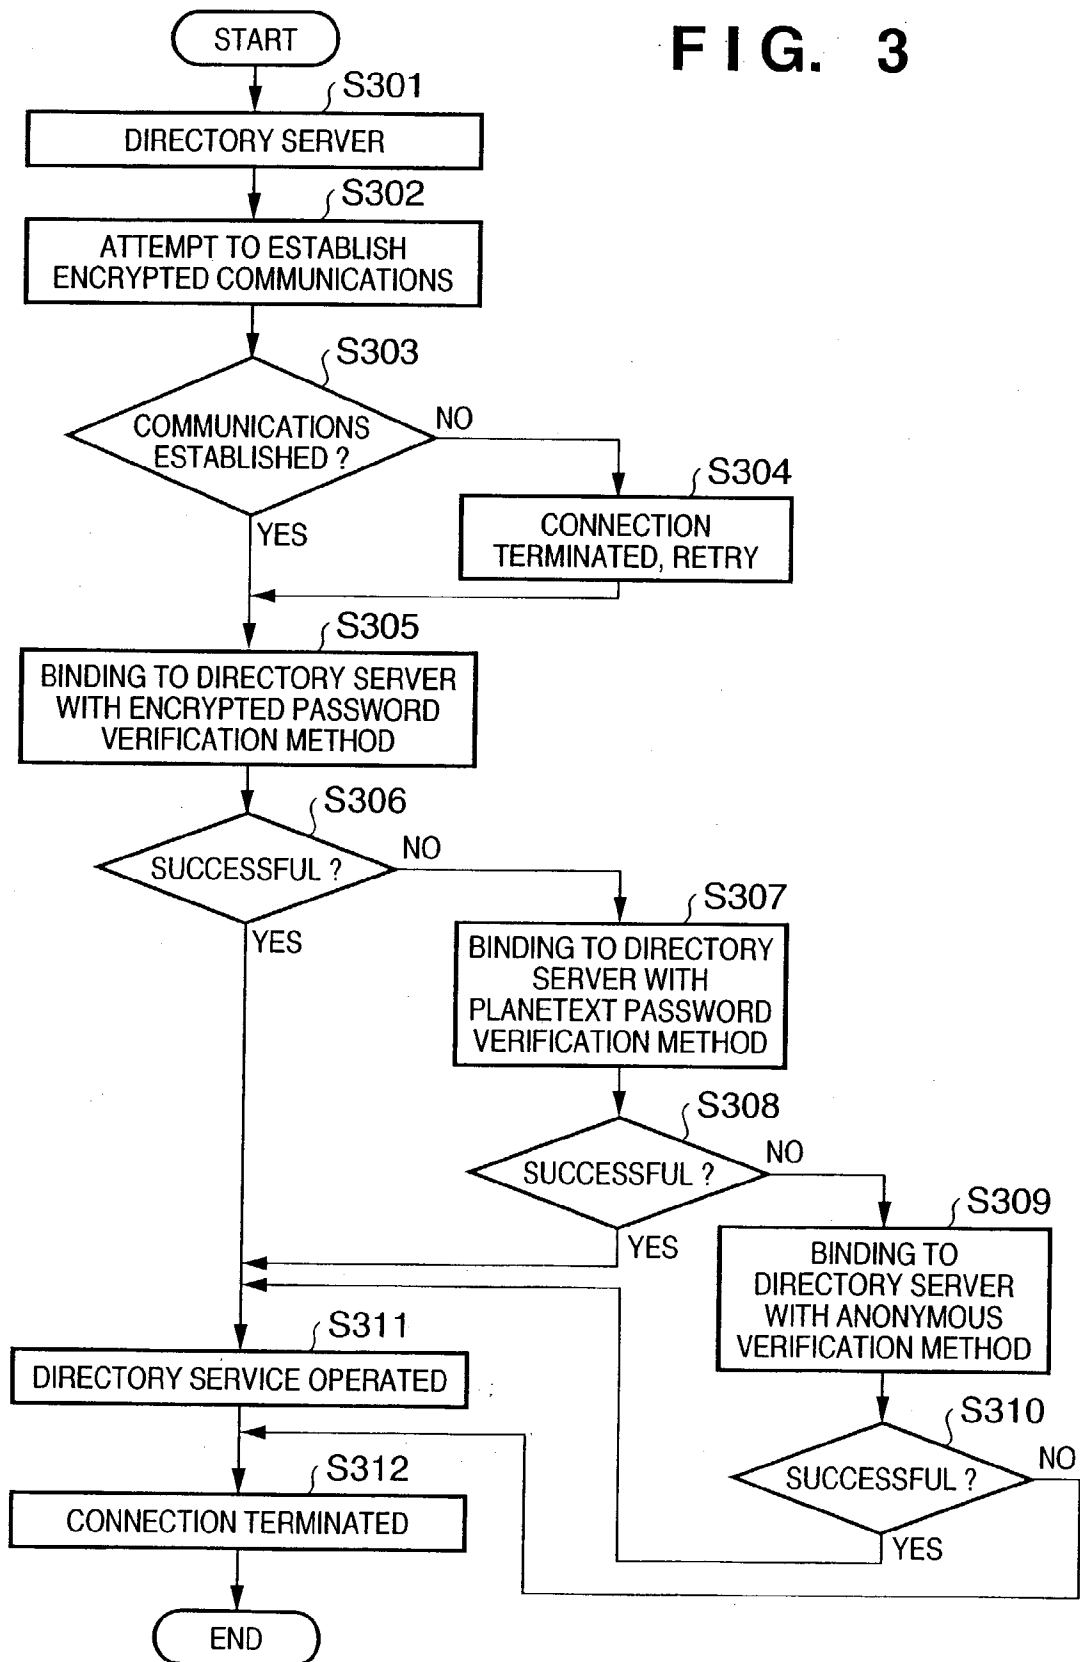 FIG. 3
START
S301
DIRECTORY SERVER
S302
ATTEMPT TO ESTABLISH
ENCRYPTED COMMUNICATIONS
S303
COMMUNICATIONS
ESTABLISHED ?
NO
YES
S304
CONNECTION
TERMINATED, RETRY
S305
BINDING TO DIRECTORY SERVER
WITH ENCRYPTED PASSWORD
VERIFICATION METHOD
S306
SUCCESSFUL ?
NO
YES
S307
BINDING TO DIRECTORY
SERVER WITH
PLANETEXT PASSWORD
VERIFICATION METHOD
S308
SUCCESSFUL ?
NO
YES
S309
BINDING TO
DIRECTORY SERVER
WITH ANONYMOUS
VERIFICATION METHOD
S310
SUCCESSFUL ?
NO
YES
S311
DIRECTORY SERVICE OPERATED
S312
CONNECTION TERMINATED
END